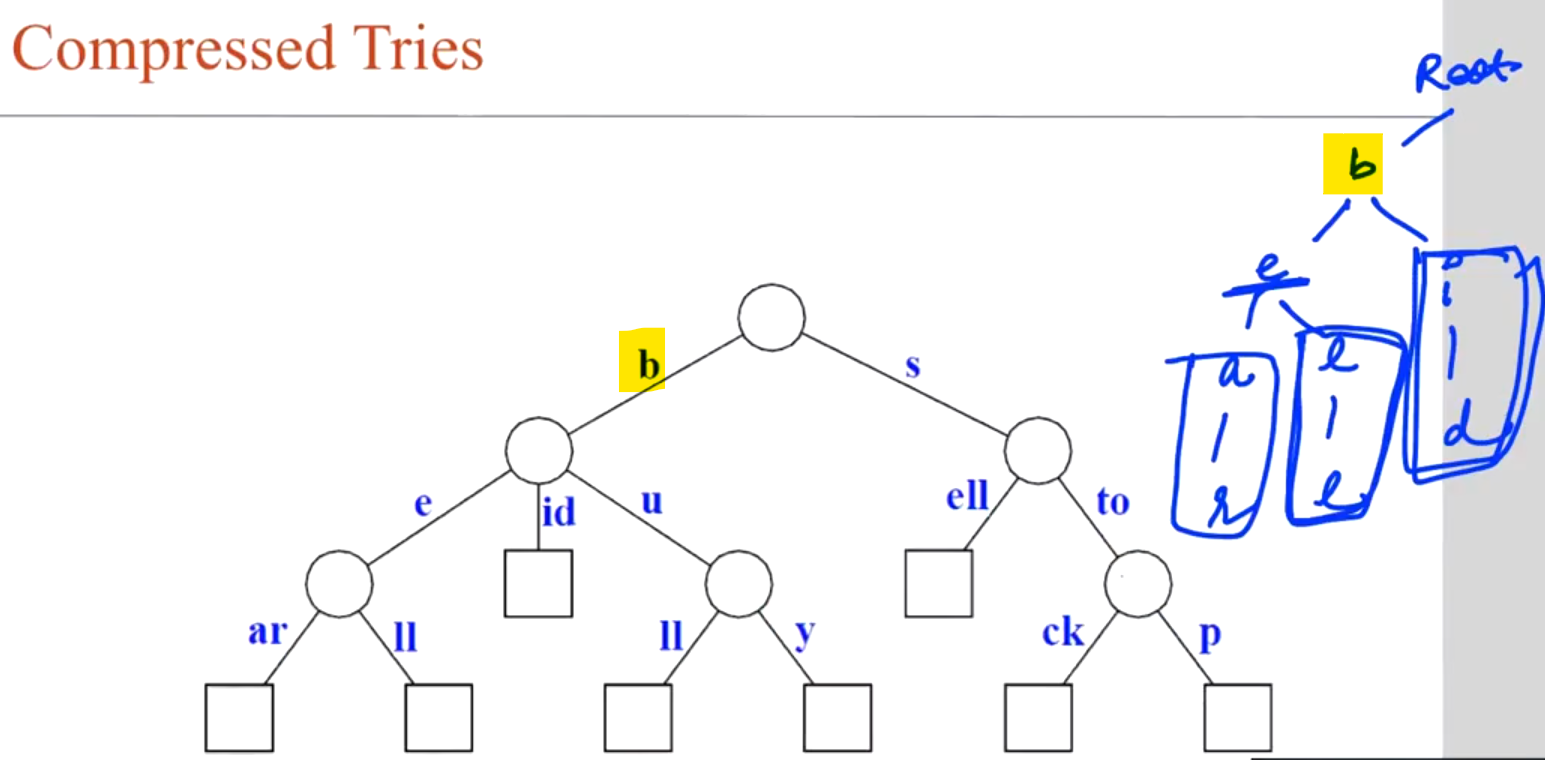 Compressed Tries
Root
b
e
i
a l i
l l d
r l
b s
e id u ell to
ar ll ll y ck p